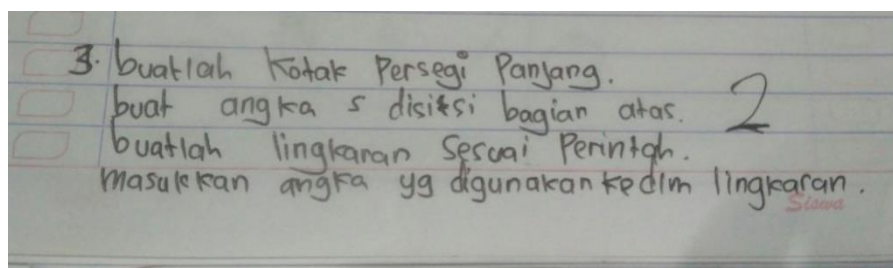 3. buatlah kotak Persegi Panjang.
buat angka 5 disisi bagian atas. 2
buatlah lingkaran Sesuai Perintah.
Masukkan angka yg digunakan kedlm lingkaran.
Siswa